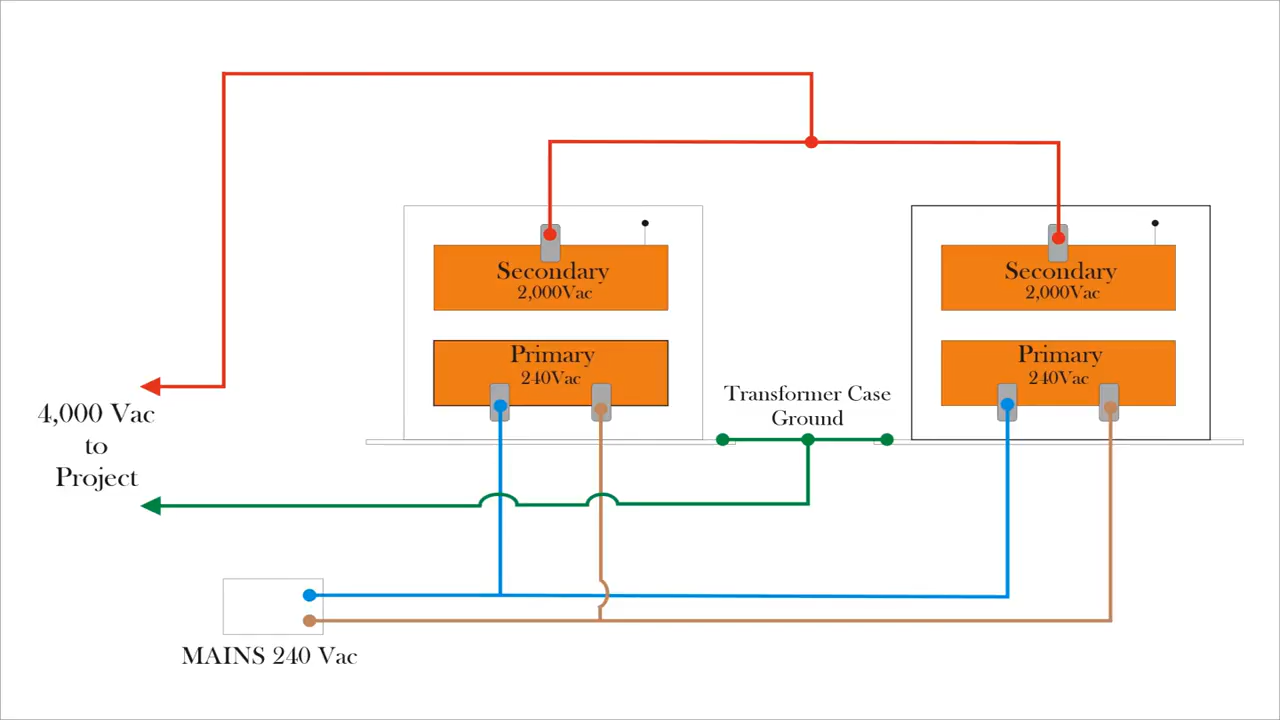 Secondary
2,000Vac
Primary
240Vac
Secondary
2,000Vac
Primary
240Vac
Transformer Case
Ground
4,000 Vac
to
Project
MAINS 240 Vac